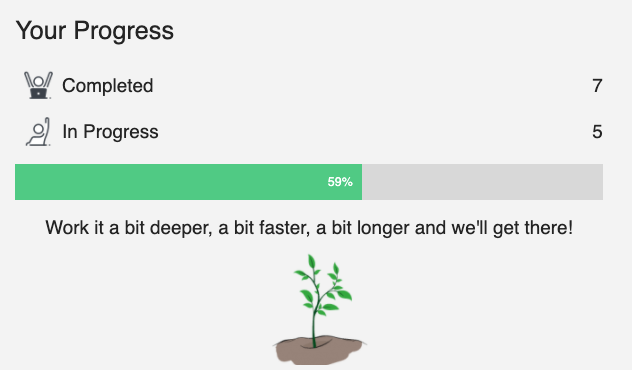 Your Progress
Completed 7
In Progress 5
59%
Work it a bit deeper, a bit faster, a bit longer and we'll get there!